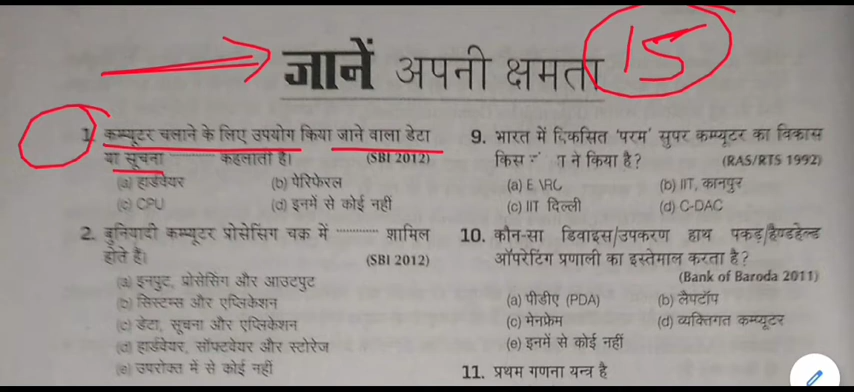 जानें अपनी क्षमता
15
1. कम्प्यूटर चलाने के लिए उपयोग किया जाने वाला डेटा
या सूचना ............ कहलाती है। (SBI 2012)
(a) हार्डवेयर (b) पेरिफेरल
(c) CPU (d) इनमें से कोई नहीं
2. बुनियादी कम्प्यूटर प्रोसेसिंग चक्र में ............ शामिल
होते हैं। (SBI 2012)
(a) इनपुट, प्रोसेसिंग और आउटपुट
(b) सिस्टम्स और एप्लिकेशन
(c) डेटा, सूचना और एप्लिकेशन
(d) हार्डवेयर, सॉफ्टवेयर और स्टोरेज
(e) उपरोक्त में से कोई नहीं
9. भारत में विकसित 'परम' सुपर कम्प्यूटर का विकास
किस ने किया है? (RAS/RTS 1992)
(a) (b) IIT, कानपुर
(c) IIT दिल्ली (d) C-DAC
10. कौन-सा डिवाइस/उपकरण हाथ पकड़/हैण्डहेल्ड
ऑपरेटिंग प्रणाली का इस्तेमाल करता है?
(Bank of Baroda 2011)
(a) पीडीए (PDA) (b) लैपटॉप
(c) मेनफ्रेम (d) व्यक्तिगत कम्प्यूटर
(e) इनमें से कोई नहीं
11. प्रथम गणना यन्त्र है